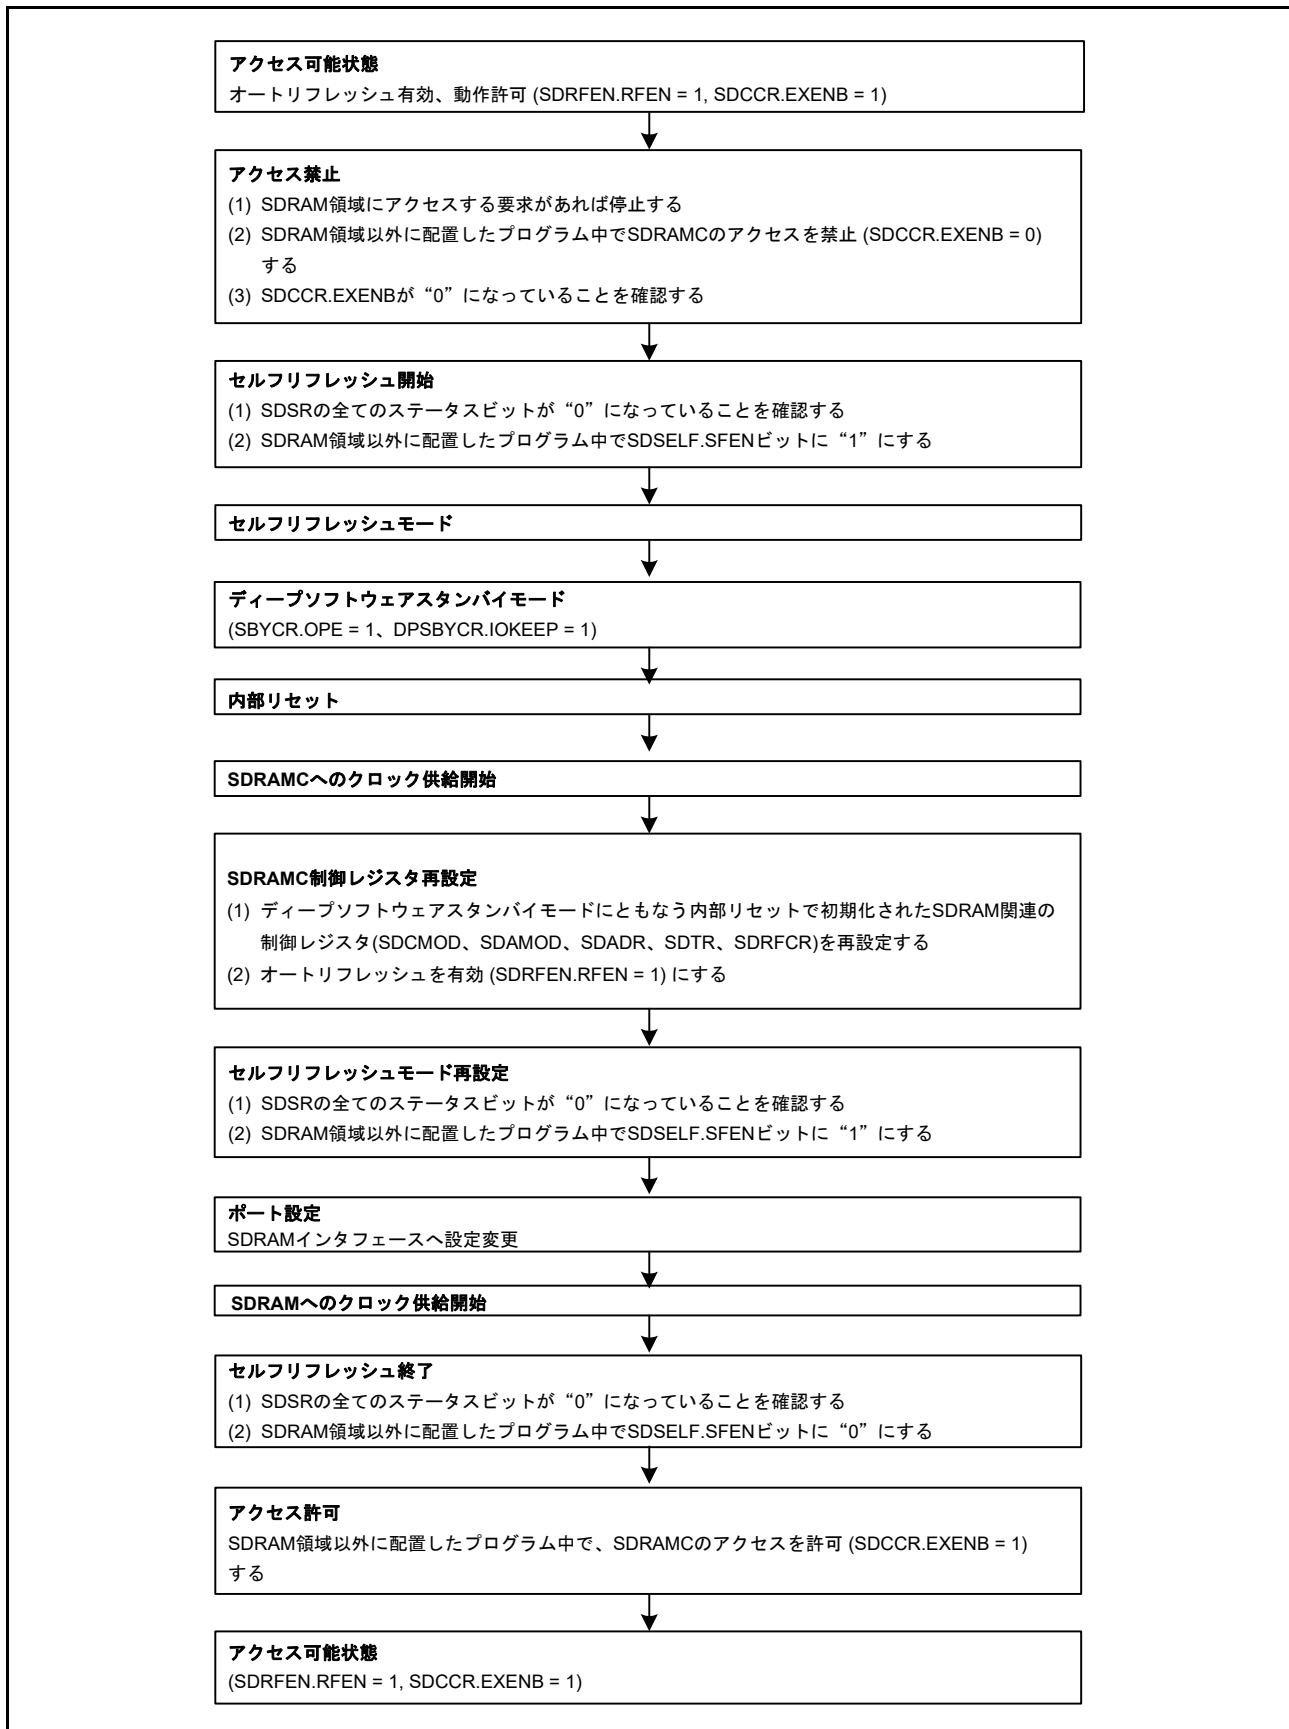 アクセス可能状態
オートリフレッシュ有効、動作許可 (SDRFEN.RFEN = 1, SDCCR.EXENB = 1)
アクセス禁止
(1) SDRAM領域にアクセスする要求があれば停止する
(2) SDRAM領域以外に配置したプログラム中でSDRAMCのアクセスを禁止 (SDCCR.EXENB = 0)
する
(3) SDCCR.EXENBが“0”になっていることを確認する
セルフリフレッシュ開始
(1) SDSRの全てのステータスビットが“0”になっていることを確認する
(2) SDRAM領域以外に配置したプログラム中でSDSELF.SFENビットに“1”にする
セルフリフレッシュモード
ディープソフトウェアスタンバイモード
(SBYCR.OPE = 1、DPSBYCR.IOKEEP = 1)
内部リセット
SDRAMCへのクロック供給開始
SDRAMC制御レジスタ再設定
(1) ディープソフトウェアスタンバイモードにともなう内部リセットで初期化されたSDRAM関連の
制御レジスタ(SDCMOD、SDAMOD、SDADR、SDTR、SDRFCR)を再設定する
(2) オートリフレッシュを有効 (SDRFEN.RFEN = 1) にする
セルフリフレッシュモード再設定
(1) SDSRの全てのステータスビットが“0”になっていることを確認する
(2) SDRAM領域以外に配置したプログラム中でSDSELF.SFENビットに“1”にする
ポート設定
SDRAMインタフェースへ設定変更
SDRAMへのクロック供給開始
セルフリフレッシュ終了
(1) SDSRの全てのステータスビットが“0”になっていることを確認する
(2) SDRAM領域以外に配置したプログラム中でSDSELF.SFENビットに“0”にする
アクセス許可
SDRAM領域以外に配置したプログラム中で、SDRAMCのアクセスを許可 (SDCCR.EXENB = 1)
する
アクセス可能状態
(SDRFEN.RFEN = 1, SDCCR.EXENB = 1)